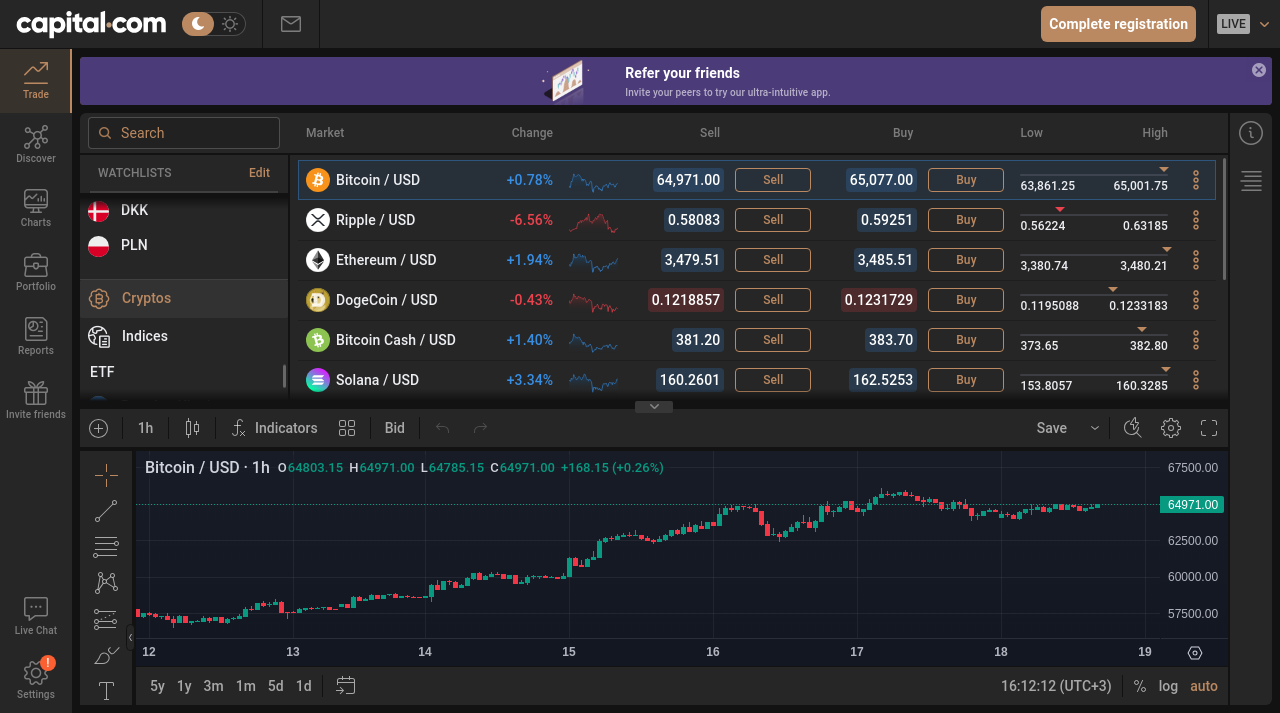 capital.com
Complete registration
LIVE
Trade
Discover
Charts
Portfolio
Reports
Invite friends
Live Chat
!
Settings
Refer your friends
Invite your peers to try our ultra-intuitive app.
Search
WATCHLISTS Edit
DKK
PLN
Cryptos
Indices
ETF
Market Change Sell Buy Low High
Bitcoin / USD +0.78% 64,971.00 Sell 65,077.00 Buy 63,861.25 65,001.75
Ripple / USD -6.56% 0.58083 Sell 0.59251 Buy 0.56224 0.63185
Ethereum / USD +1.94% 3,479.51 Sell 3,485.51 Buy 3,380.74 3,480.21
DogeCoin / USD -0.43% 0.1218857 Sell 0.1231729 Buy 0.1195088 0.1233183
Bitcoin Cash / USD +1.40% 381.20 Sell 383.70 Buy 373.65 382.80
Solana / USD +3.34% 160.2601 Sell 162.5253 Buy 153.8057 160.3285
1h Indicators Bid Save
Bitcoin / USD · 1h O64803.15 H64971.00 L64785.15 C64971.00 +168.15 (+0.26%)
67500.00
64971.00
62500.00
60000.00
57500.00
12 13 14 15 16 17 18 19
5y 1y 3m 1m 5d 1d 16:12:12 (UTC+3) % log auto